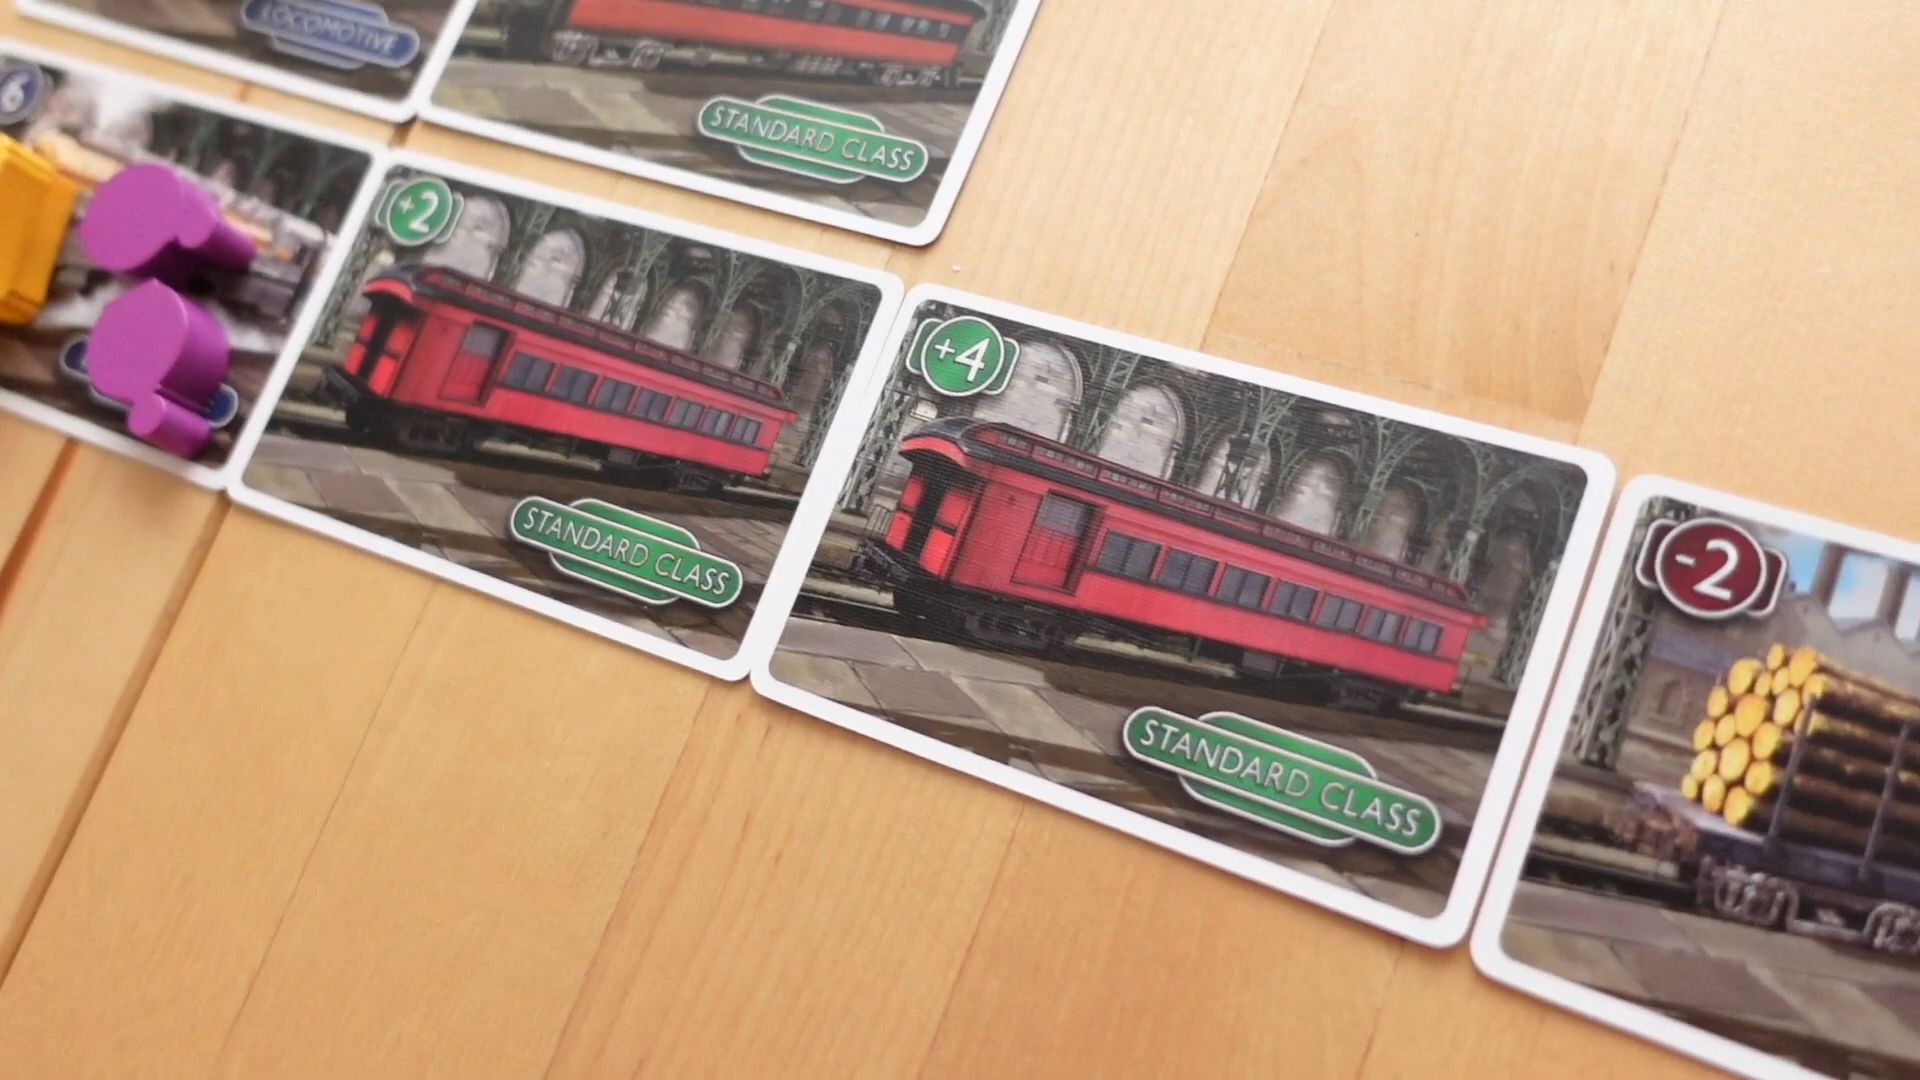 LOCOMOTIVE
STANDARD CLASS
6
+2
STANDARD CLASS
+4
STANDARD CLASS
-2